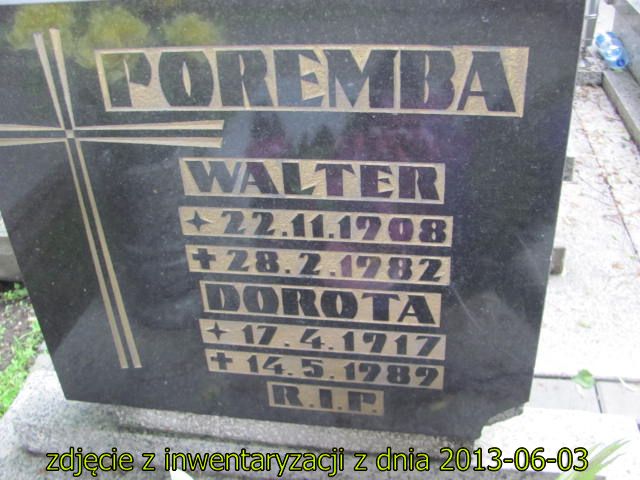 POREMBA
WALTER
✦ 22.11.1908
✝ 28.2.1982
DOROTA
✦ 17.4.1917
✝ 14.5.1989
R.I.P.
zdjęcie z inwentaryzacji z dnia 2013-06-03